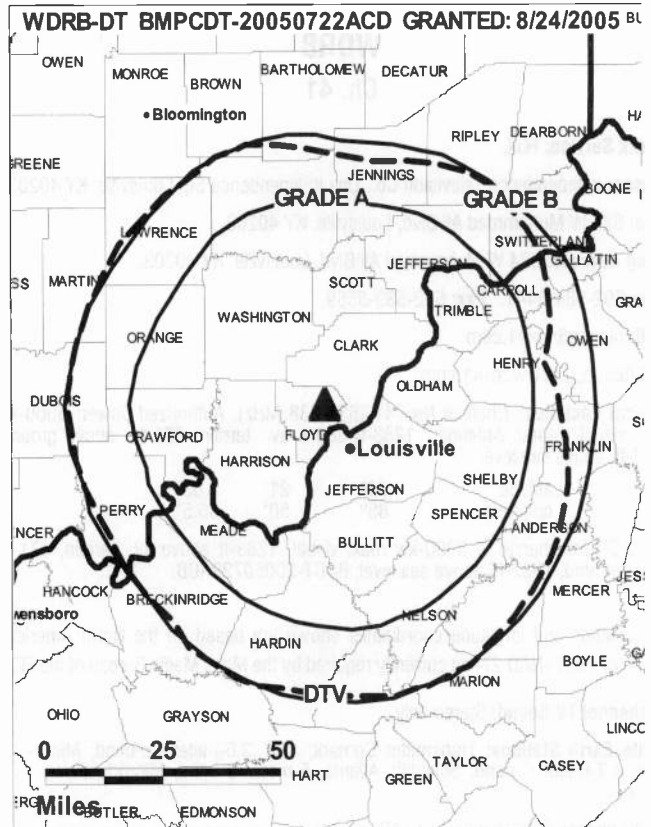 WDRB-DT BMPCDT-20050722ACD GRANTED: 8/24/2005
OWEN
MONROE
BROWN
BARTHOLOMEW
DECATUR
• Bloomington
RIPLEY
DEARBORN
JENNINGS
GRADE A
GRADE B
BOONE
LAWRENCE
SWITZERLAND
GALLATIN
MARTIN
JEFFERSON
SCOTT
CARROLL
TRIMBLE
WASHINGTON
ORANGE
CLARK
OWEN
HENRY
OLDHAM
DUBOIS
FLOYD
• Louisville
CRAWFORD
FRANKLIN
HARRISON
JEFFERSON
SHELBY
PERRY
SPENCER
MEADE
ANDERSON
BULLITT
HANCOCK
BRECKINRIDGE
MERCER
NELSON
HARDIN
BOYLE
DTV
MARION
OHIO
GRAYSON
0 25 50
HART
TAYLOR
CASEY
GREEN
Miles
BUTLER
EDMONSON